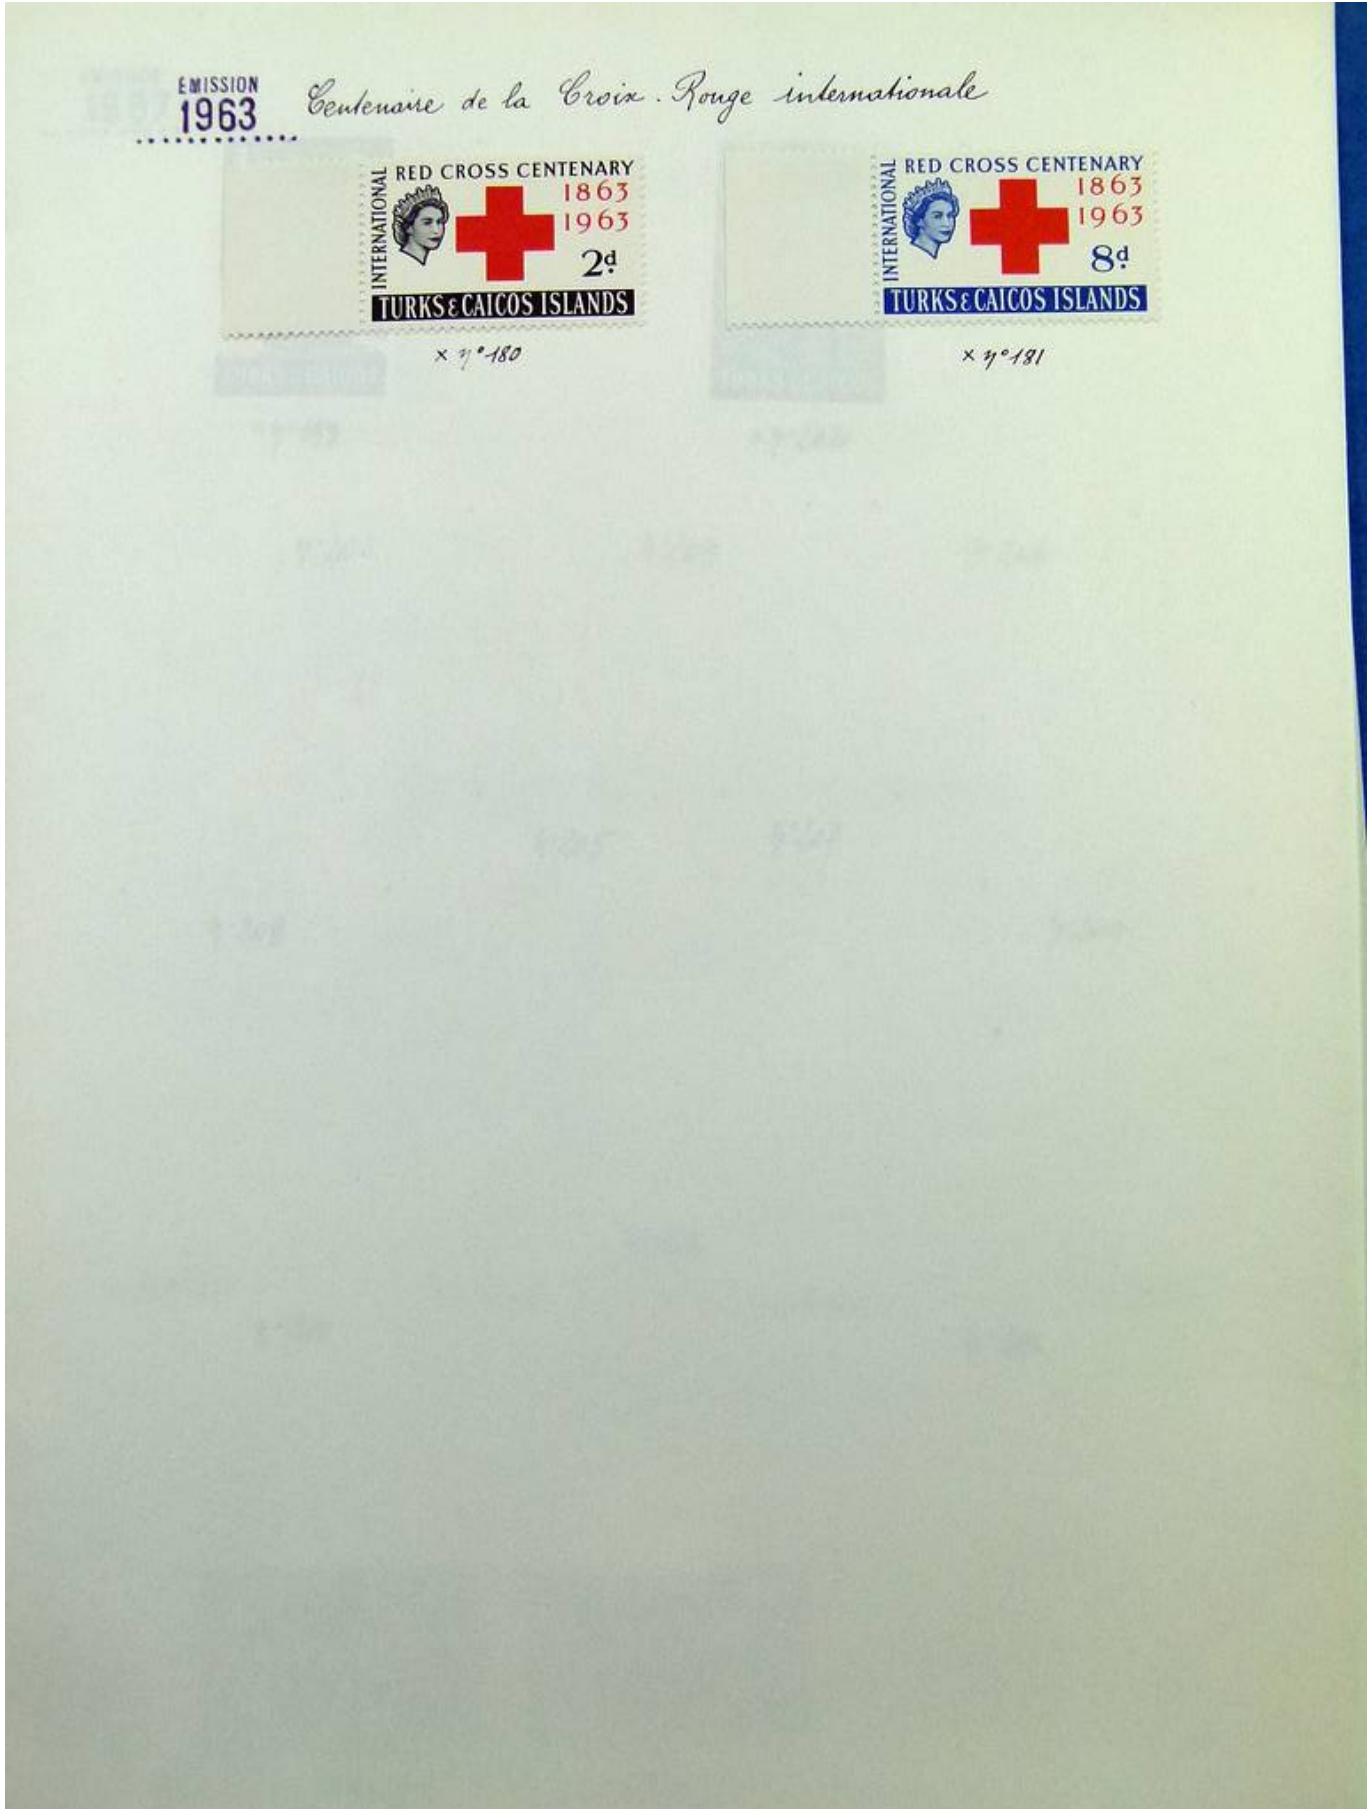 ÉMISSION
1963
Centenaire de la Croix-Rouge internationale
INTERNATIONAL
RED CROSS CENTENARY
1863
1963
2d
TURKS & CAICOS ISLANDS
x n° 180
INTERNATIONAL
RED CROSS CENTENARY
1863
1963
8d
TURKS & CAICOS ISLANDS
x n° 181